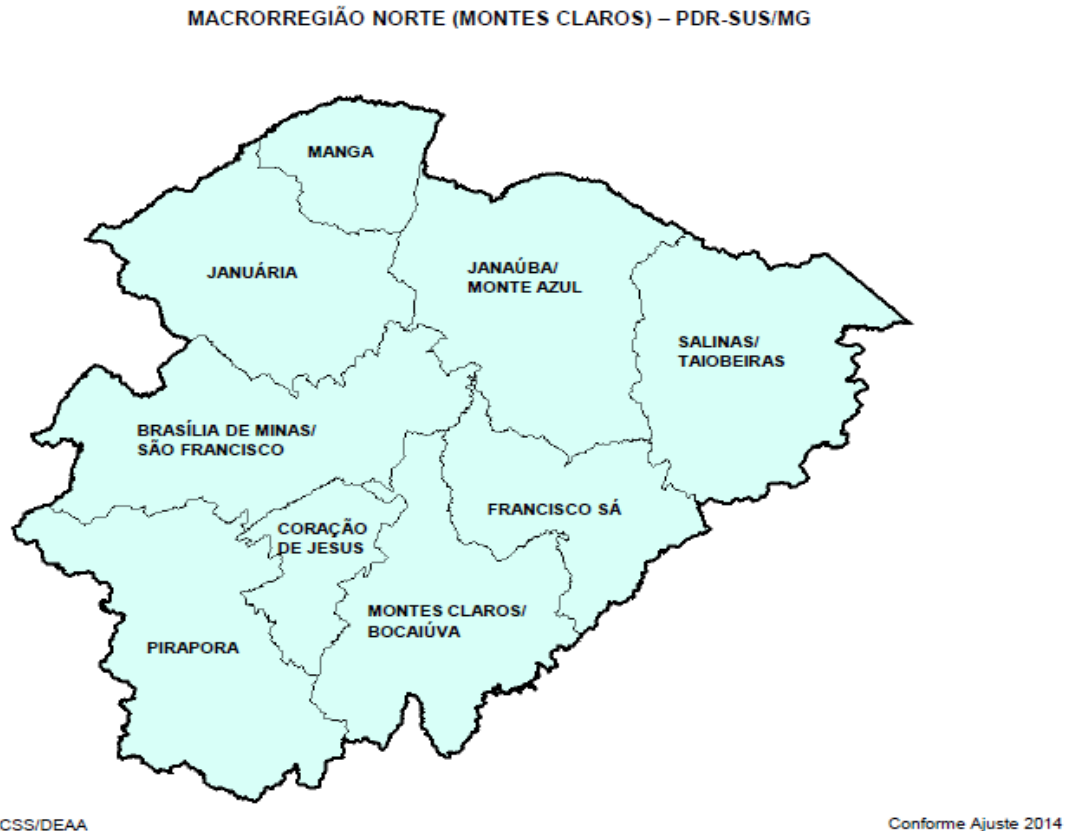 MACRORREGIÃO NORTE (MONTES CLAROS) – PDR-SUS/MG
MANGA
JANUÁRIA
JANAÚBA/
MONTE AZUL
SALINAS/
TAIOBEIRAS
BRASÍLIA DE MINAS/
SÃO FRANCISCO
FRANCISCO SÁ
CORAÇÃO
DE JESUS
MONTES CLAROS/
BOCAIÚVA
PIRAPORA
CSS/DEAA
Conforme Ajuste 2014